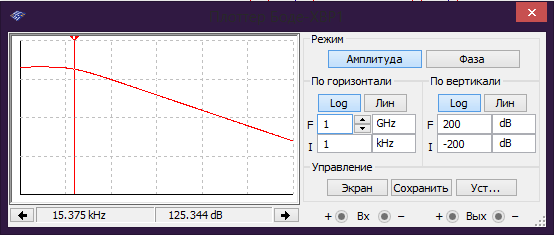 Режим
Амплитуда Фаза
По горизонтали По вертикали
Log Лин Log Лин
F 1 GHz F 200 dB
I 1 kHz I -200 dB
Управление
Экран Сохранить Уст...
15.375 kHz 125.344 dB
+ Вх − + Вых −